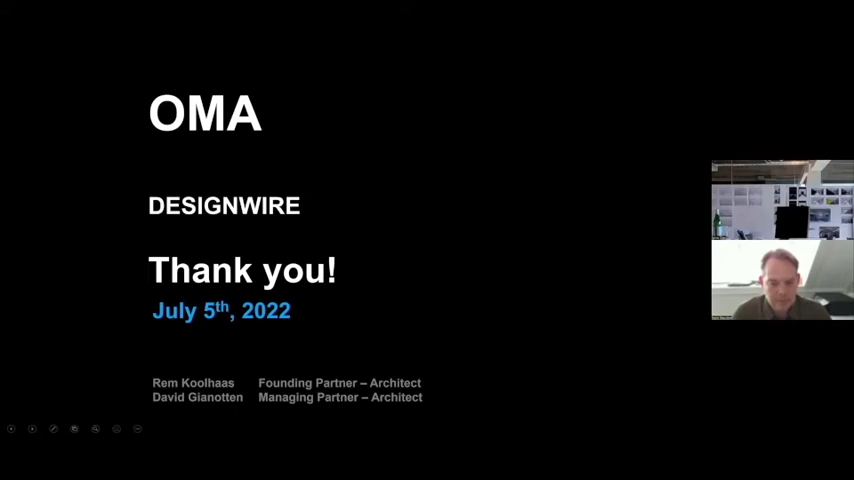 OMA
DESIGNWIRE
Thank you!
July 5th, 2022
Rem Koolhaas Founding Partner – Architect
David Gianotten Managing Partner – Architect